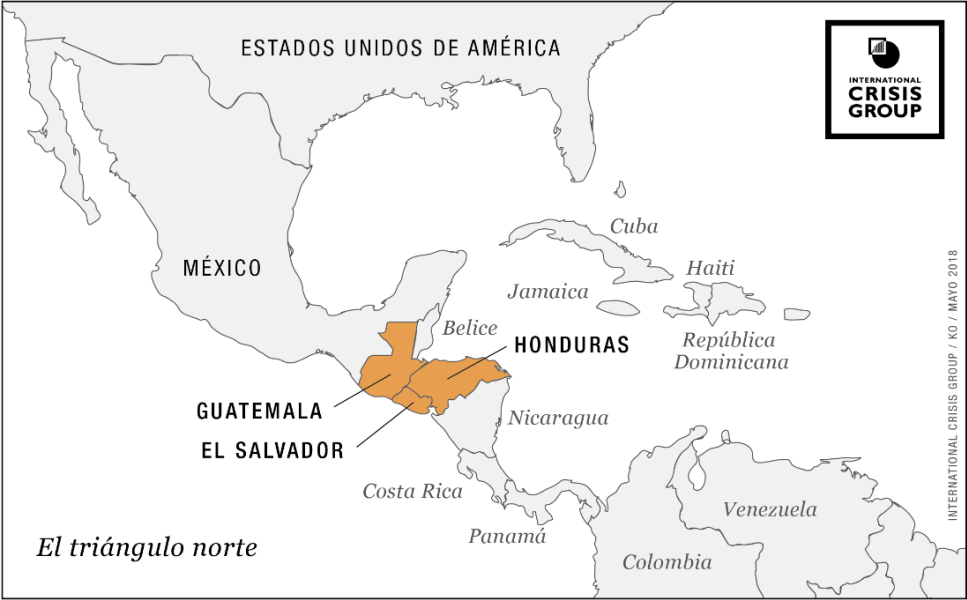 ESTADOS UNIDOS DE AMÉRICA
INTERNATIONAL
CRISIS
GROUP
Cuba
MÉXICO
Haiti
Jamaica
Belice
HONDURAS
República
Dominicana
GUATEMALA
Nicaragua
EL SALVADOR
Costa Rica
Venezuela
Panamá
El triángulo norte
Colombia
INTERNATIONAL CRISIS GROUP / KO / MAYO 2018